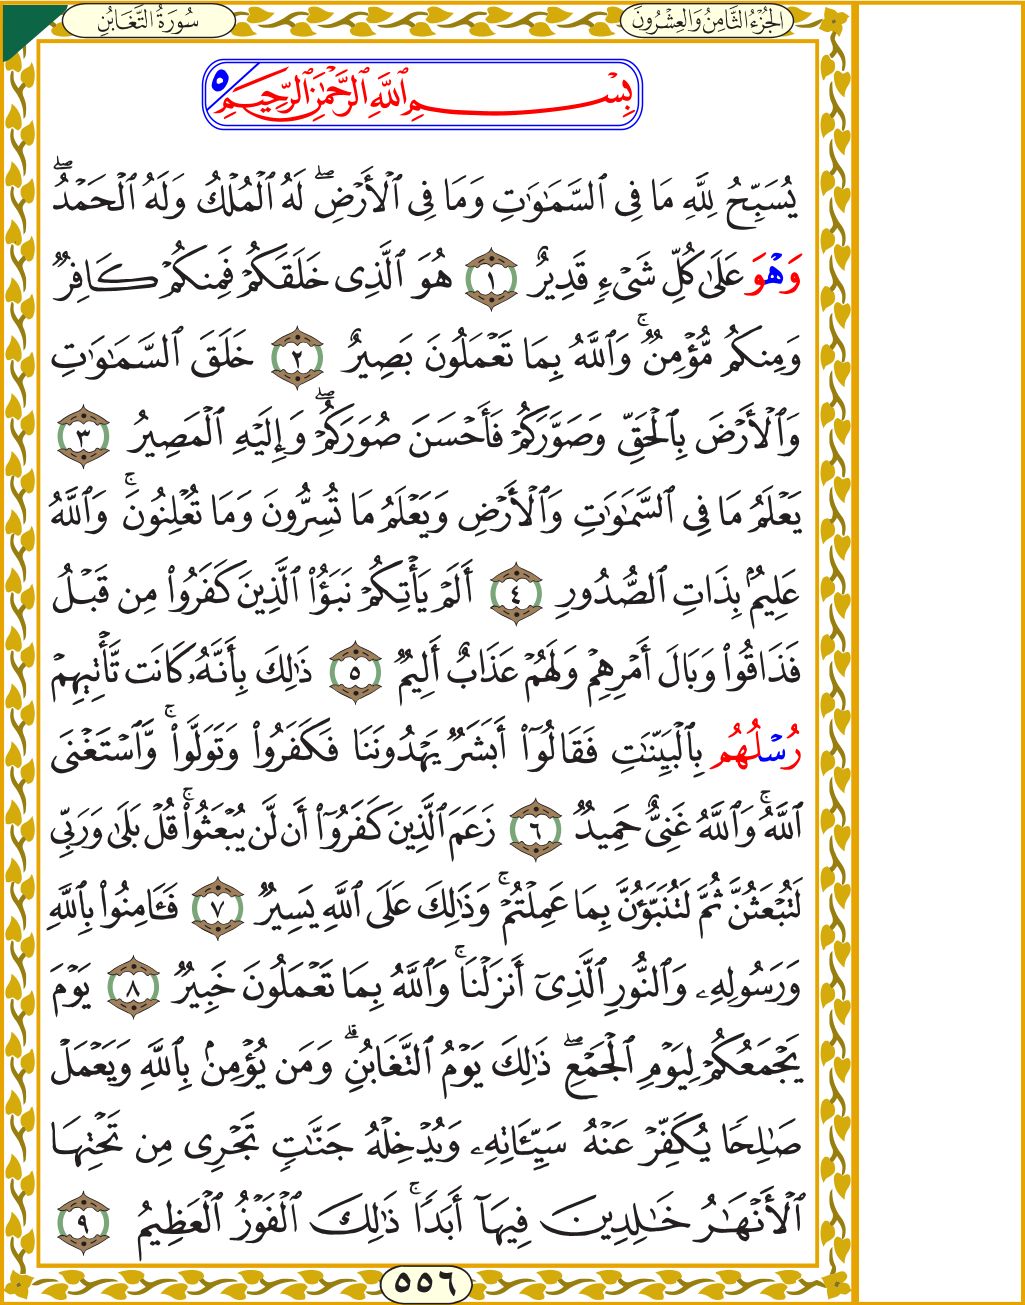 الجُزْءُ الثَّامِنُ وَالعِشْرُونَ
سُورَةُ التَّغَابُنِ
بِسْمِ ٱللَّهِ ٱلرَّحْمَٰنِ ٱلرَّحِيمِ ٥
يُسَبِّحُ لِلَّهِ مَا فِى ٱلسَّمَٰوَٰتِ وَمَا فِى ٱلْأَرْضِۖ لَهُ ٱلْمُلْكُ وَلَهُ ٱلْحَمْدُۖ
وَهْوَ عَلَىٰ كُلِّ شَىْءٍ قَدِيرٌ ١ هُوَ ٱلَّذِى خَلَقَكُمْ فَمِنكُمْ كَافِرٌ
وَمِنكُم مُّؤْمِنٌۚ وَٱللَّهُ بِمَا تَعْمَلُونَ بَصِيرٌ ٢ خَلَقَ ٱلسَّمَٰوَٰتِ
وَٱلْأَرْضَ بِٱلْحَقِّ وَصَوَّرَكُمْ فَأَحْسَنَ صُوَرَكُمْۖ وَإِلَيْهِ ٱلْمَصِيرُ ٣
يَعْلَمُ مَا فِى ٱلسَّمَٰوَٰتِ وَٱلْأَرْضِ وَيَعْلَمُ مَا تُسِرُّونَ وَمَا تُعْلِنُونَۚ وَٱللَّهُ
عَلِيمٌۢ بِذَاتِ ٱلصُّدُورِ ٤ أَلَمْ يَأْتِكُمْ نَبَؤُا۟ ٱلَّذِينَ كَفَرُوا۟ مِن قَبْلُ
فَذَاقُوا۟ وَبَالَ أَمْرِهِمْ وَلَهُمْ عَذَابٌ أَلِيمٌ ٥ ذَٰلِكَ بِأَنَّهُۥ كَانَت تَّأْتِيهِمْ
رُسْلُهُم بِٱلْبَيِّنَٰتِ فَقَالُوٓا۟ أَبَشَرٌ يَهْدُونَنَا فَكَفَرُوا۟ وَتَوَلَّوا۟ۚ وَّٱسْتَغْنَى
ٱللَّهُۚ وَٱللَّهُ غَنِىٌّ حَمِيدٌ ٦ زَعَمَ ٱلَّذِينَ كَفَرُوٓا۟ أَن لَّن يُبْعَثُوا۟ۚ قُلْ بَلَىٰ وَرَبِّى
لَتُبْعَثُنَّ ثُمَّ لَتُنَبَّؤُنَّ بِمَا عَمِلْتُمْۚ وَذَٰلِكَ عَلَى ٱللَّهِ يَسِيرٌ ٧ فَـَٔامِنُوا۟ بِٱللَّهِ
وَرَسُولِهِۦ وَٱلنُّورِ ٱلَّذِىٓ أَنزَلْنَاۚ وَٱللَّهُ بِمَا تَعْمَلُونَ خَبِيرٌ ٨ يَوْمَ
يَجْمَعُكُمْ لِيَوْمِ ٱلْجَمْعِۖ ذَٰلِكَ يَوْمُ ٱلتَّغَابُنِۗ وَمَن يُؤْمِنۢ بِٱللَّهِ وَيَعْمَلْ
صَٰلِحًا يُكَفِّرْ عَنْهُ سَيِّـَٔاتِهِۦ وَيُدْخِلْهُ جَنَّٰتٍ تَجْرِى مِن تَحْتِهَا
ٱلْأَنْهَٰرُ خَٰلِدِينَ فِيهَآ أَبَدًاۚ ذَٰلِكَ ٱلْفَوْزُ ٱلْعَظِيمُ ٩
٥٥٦